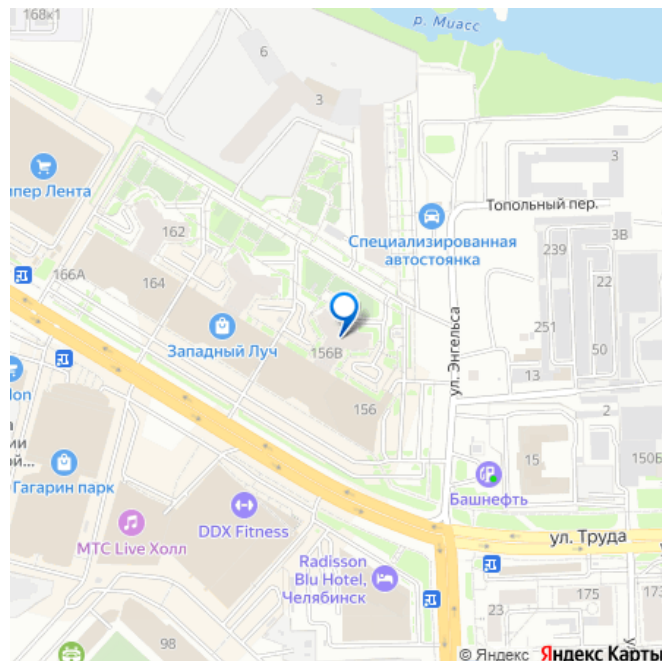 168к1
р. Миасс
6
3
3
пер Лента
Топольный пер.
162
Специализированная
автостоянка
239
3В
166А
164
22
251
ул. Энгельса
Западный Луч
156В
50
13
156
2
Гагарин парк
15
150Б
Башнефть
DDX Fitness
МТС Live Холл
ул. Труда
Radisson
Blu Hotel,
Челябинск
23
175
173
98
© Яндекс Яндекс Карты